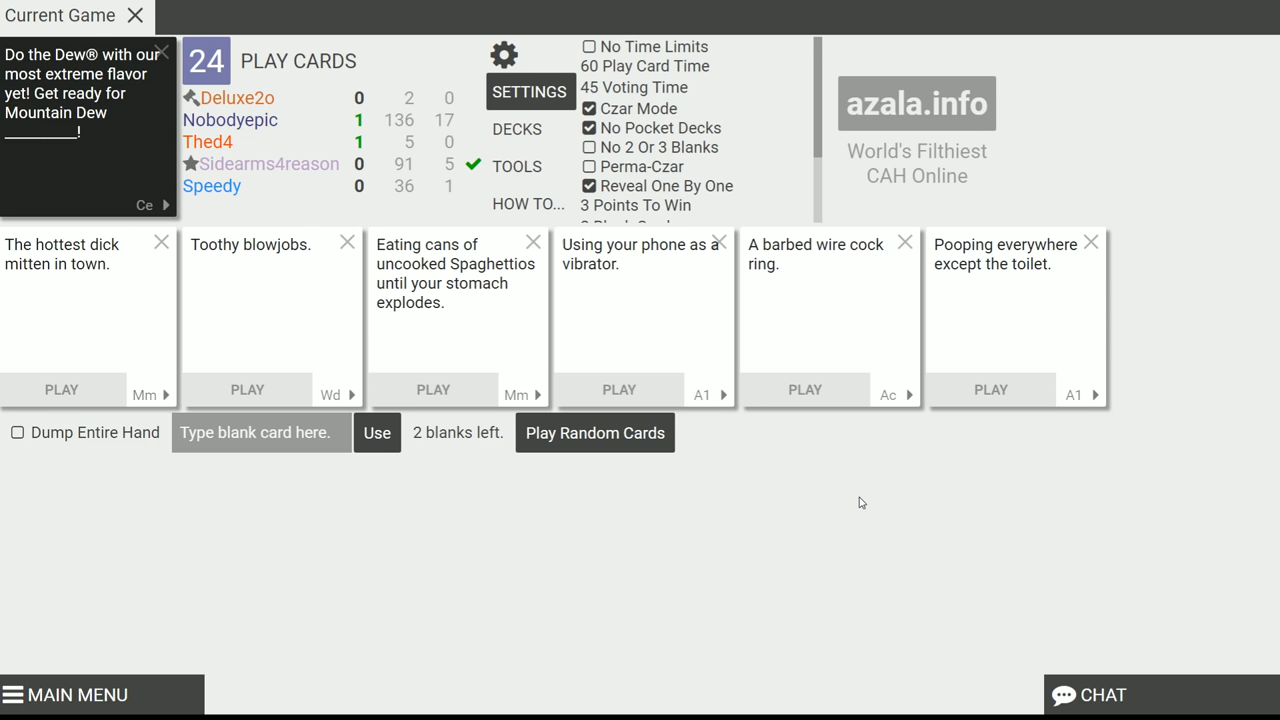 Current Game
Do the Dew® with our
most extreme flavor
yet! Get ready for
Mountain Dew
__________!
Ce
24 PLAY CARDS
Deluxe2o 0 2 0
Nobodyepic 1 136 17
Thed4 1 5 0
Sidearms4reason 0 91 5
Speedy 0 36 1
SETTINGS
DECKS
TOOLS
HOW TO...
No Time Limits
60 Play Card Time
45 Voting Time
Czar Mode
No Pocket Decks
No 2 Or 3 Blanks
Perma-Czar
Reveal One By One
3 Points To Win
azala.info
World's Filthiest
CAH Online
The hottest dick
mitten in town.
PLAY Mm
Toothy blowjobs.
PLAY Wd
Eating cans of
uncooked Spaghettios
until your stomach
explodes.
PLAY Mm
Using your phone as a
vibrator.
PLAY A1
A barbed wire cock
ring.
PLAY Ac
Pooping everywhere
except the toilet.
PLAY A1
Dump Entire Hand Type blank card here. Use 2 blanks left. Play Random Cards
MAIN MENU
CHAT